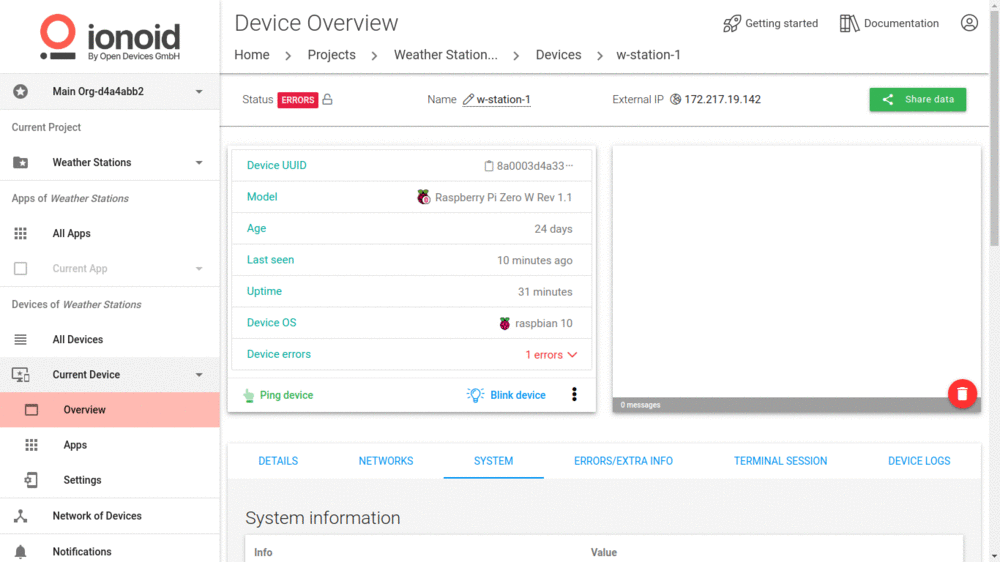 ionoid
By Open Devices GmbH
Main Org-d4a4abb2
Current Project
Weather Stations
Apps of Weather Stations
All Apps
Current App
Devices of Weather Stations
All Devices
Current Device
Overview
Apps
Settings
Network of Devices
Notifications
Device Overview
Getting started
Documentation
Home > Projects > Weather Station... > Devices > w-station-1
Status ERRORS
Name w-station-1
External IP 172.217.19.142
Share data
Device UUID 8a0003d4a33···
Model Raspberry Pi Zero W Rev 1.1
Age 24 days
Last seen 10 minutes ago
Uptime 31 minutes
Device OS raspbian 10
Device errors 1 errors
Ping device
Blink device
0 messages
DETAILS NETWORKS SYSTEM ERRORS/EXTRA INFO TERMINAL SESSION DEVICE LOGS
System information
Info Value